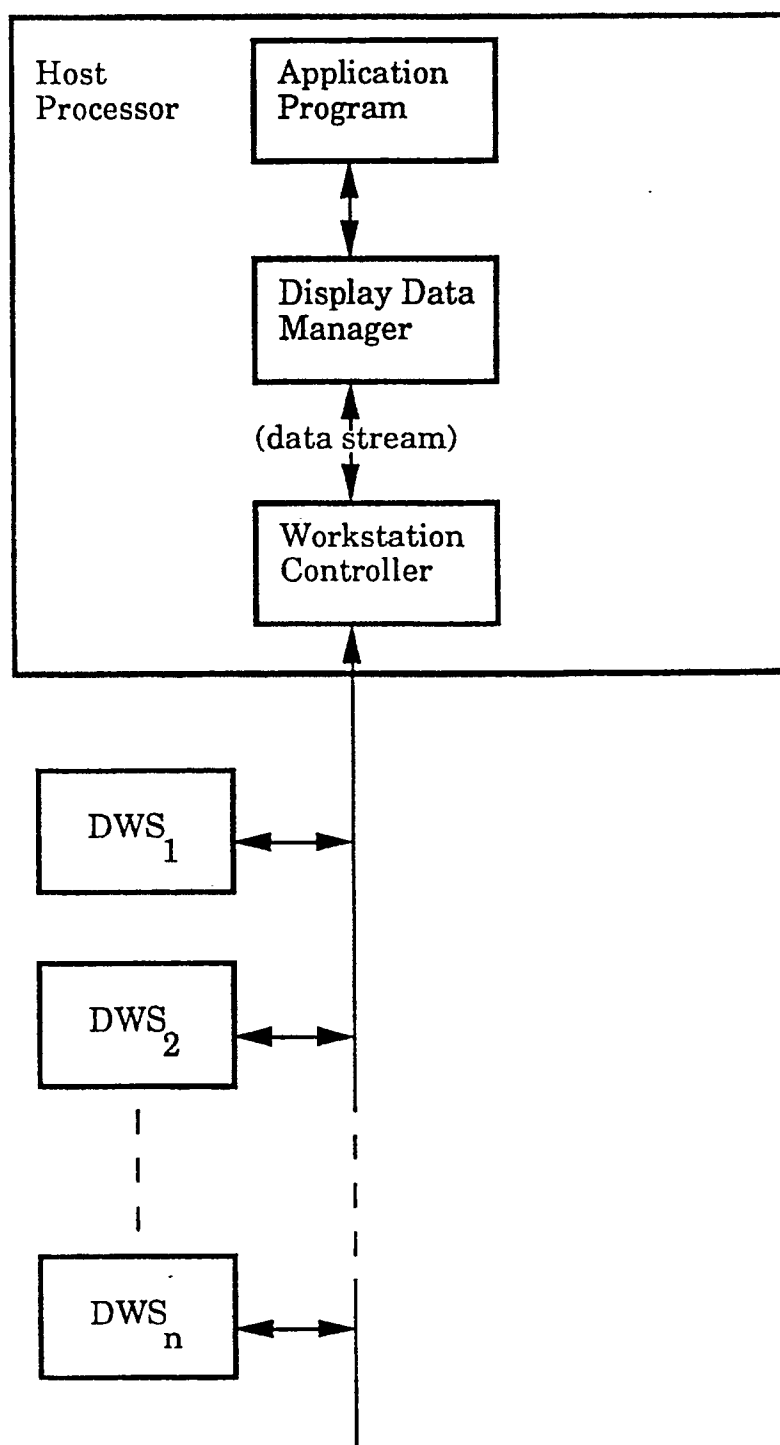 Host
Processor
Application
Program
Display Data
Manager
(data stream)
Workstation
Controller
DWS1
DWS2
DWSn